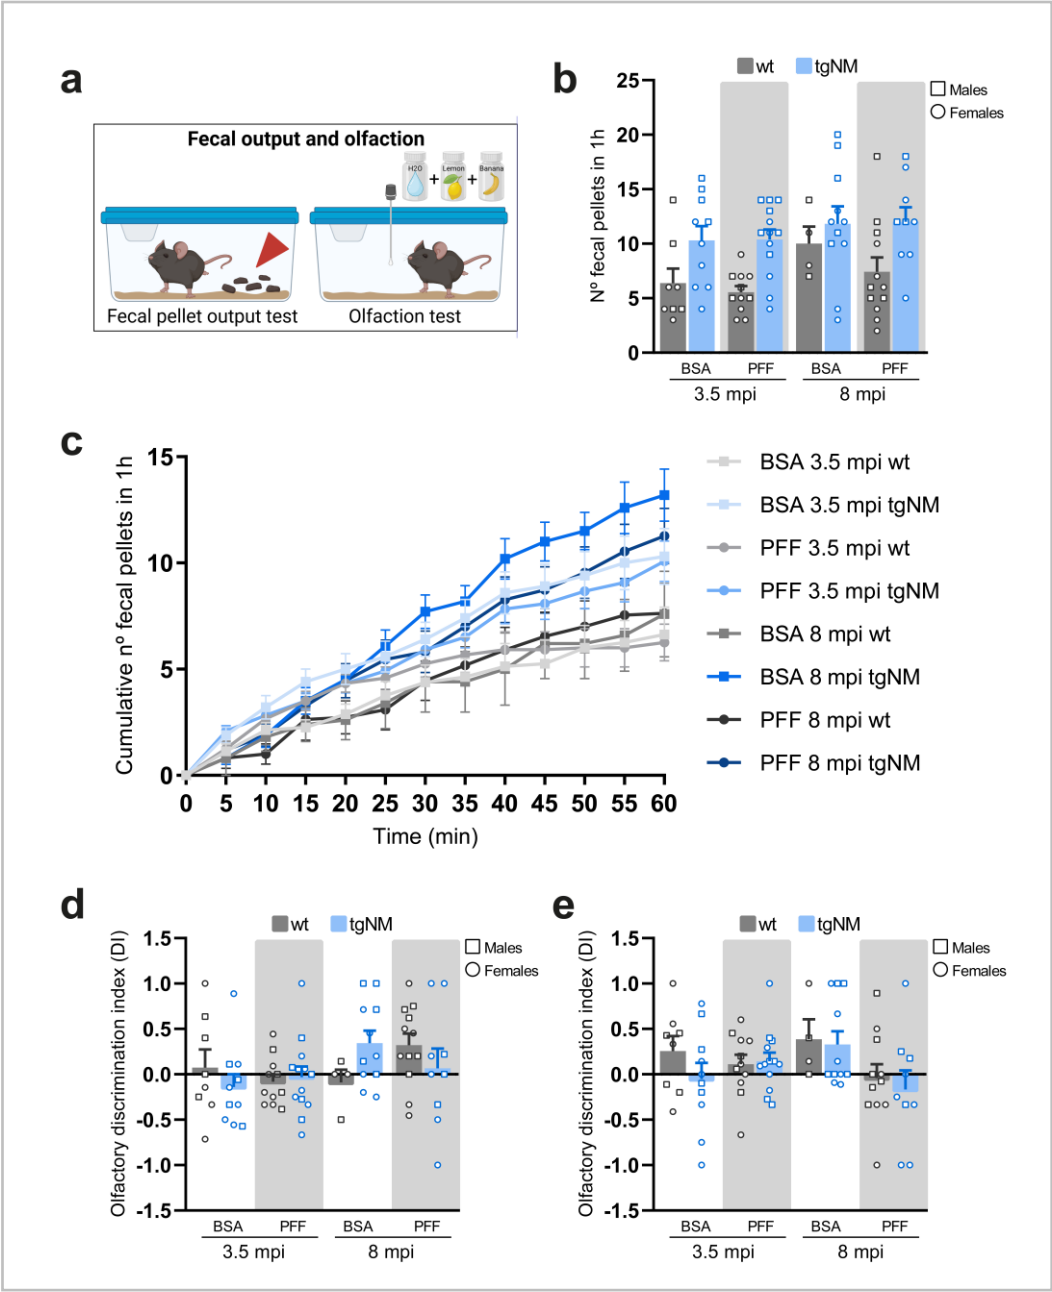 a
Fecal output and olfaction
H2O
+
Lemon
+
Banana
Fecal pellet output test
Olfaction test
b
wt
tgNM
Males
Females
Nº fecal pellets in 1h
25
20
15
10
5
0
BSA
PFF
BSA
PFF
3.5 mpi
8 mpi
c
Cumulative nº fecal pellets in 1h
15
10
5
0
0 5 10 15 20 25 30 35 40 45 50 55 60
Time (min)
BSA 3.5 mpi wt
BSA 3.5 mpi tgNM
PFF 3.5 mpi wt
PFF 3.5 mpi tgNM
BSA 8 mpi wt
BSA 8 mpi tgNM
PFF 8 mpi wt
PFF 8 mpi tgNM
d
wt
tgNM
Males
Females
Olfactory discrimination index (DI)
1.5
1.0
0.5
0.0
-0.5
-1.0
-1.5
BSA
PFF
BSA
PFF
3.5 mpi
8 mpi
e
wt
tgNM
Males
Females
Olfactory discrimination index (DI)
1.5
1.0
0.5
0.0
-0.5
-1.0
-1.5
BSA
PFF
BSA
PFF
3.5 mpi
8 mpi